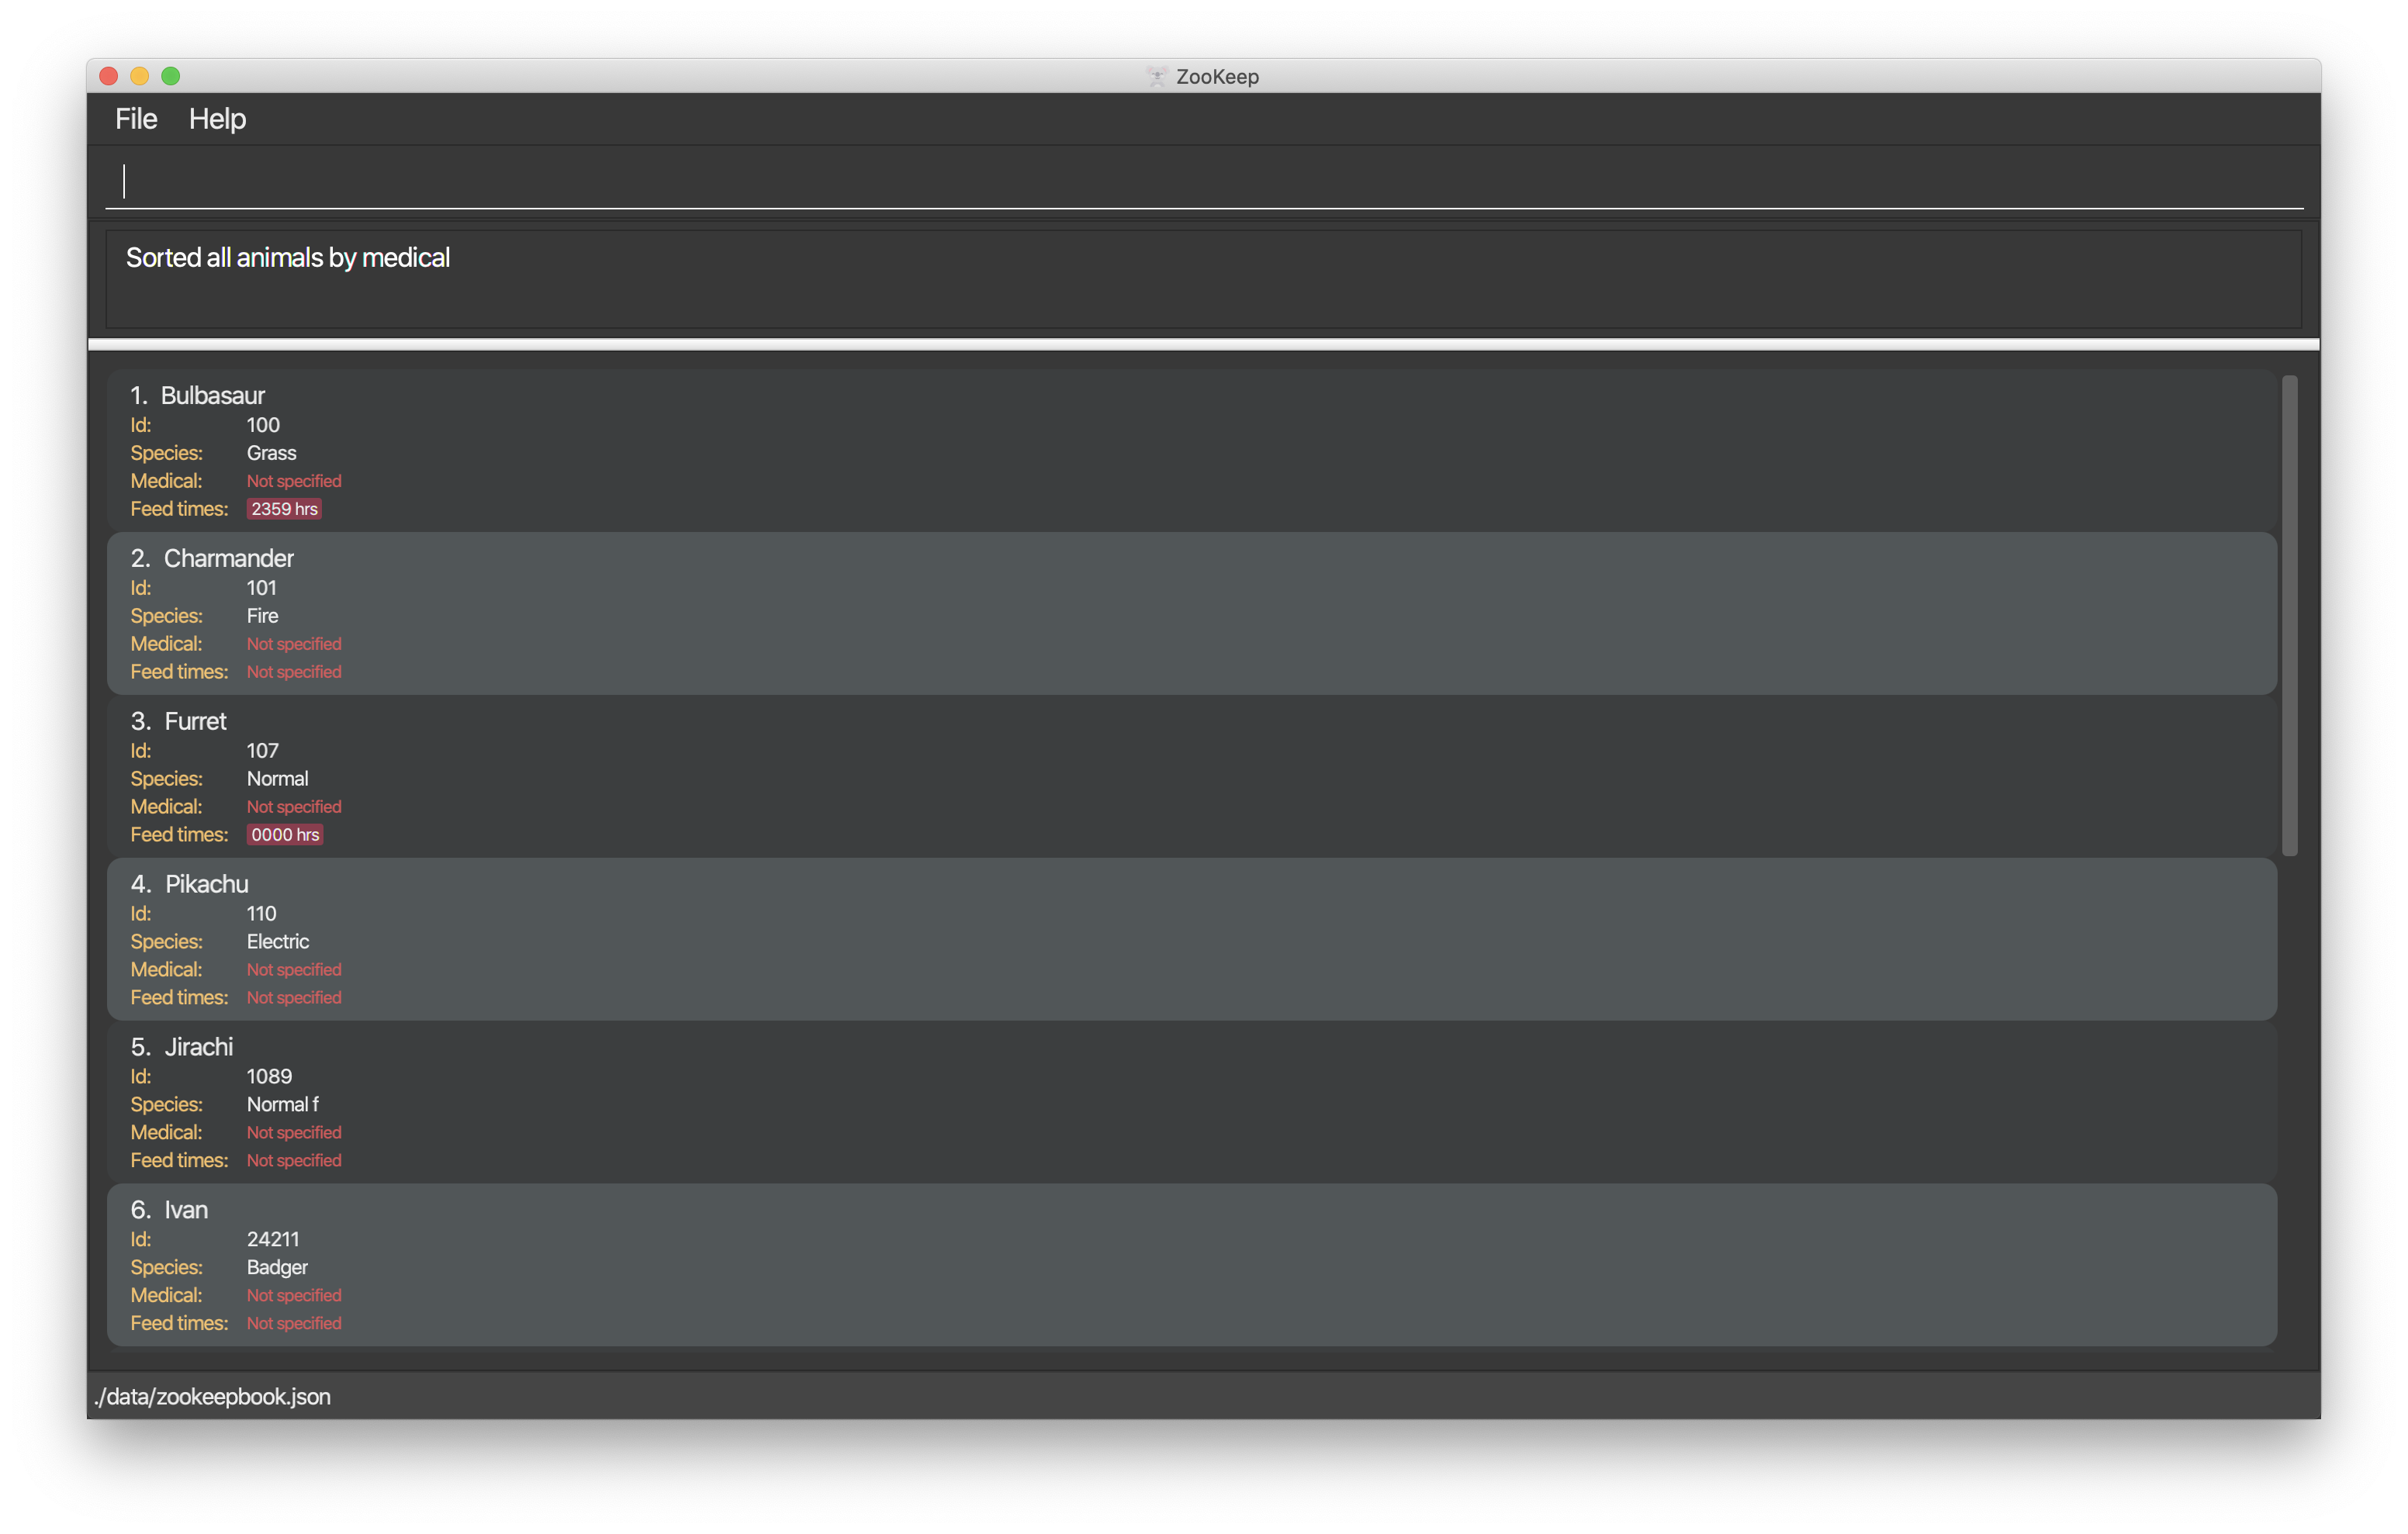 ZooKeep
File Help
Sorted all animals by medical
1. Bulbasaur
Id: 100
Species: Grass
Medical: Not specified
Feed times: 2359 hrs
2. Charmander
Id: 101
Species: Fire
Medical: Not specified
Feed times: Not specified
3. Furret
Id: 107
Species: Normal
Medical: Not specified
Feed times: 0000 hrs
4. Pikachu
Id: 110
Species: Electric
Medical: Not specified
Feed times: Not specified
5. Jirachi
Id: 1089
Species: Normal f
Medical: Not specified
Feed times: Not specified
6. Ivan
Id: 24211
Species: Badger
Medical: Not specified
Feed times: Not specified
./data/zookeepbook.json